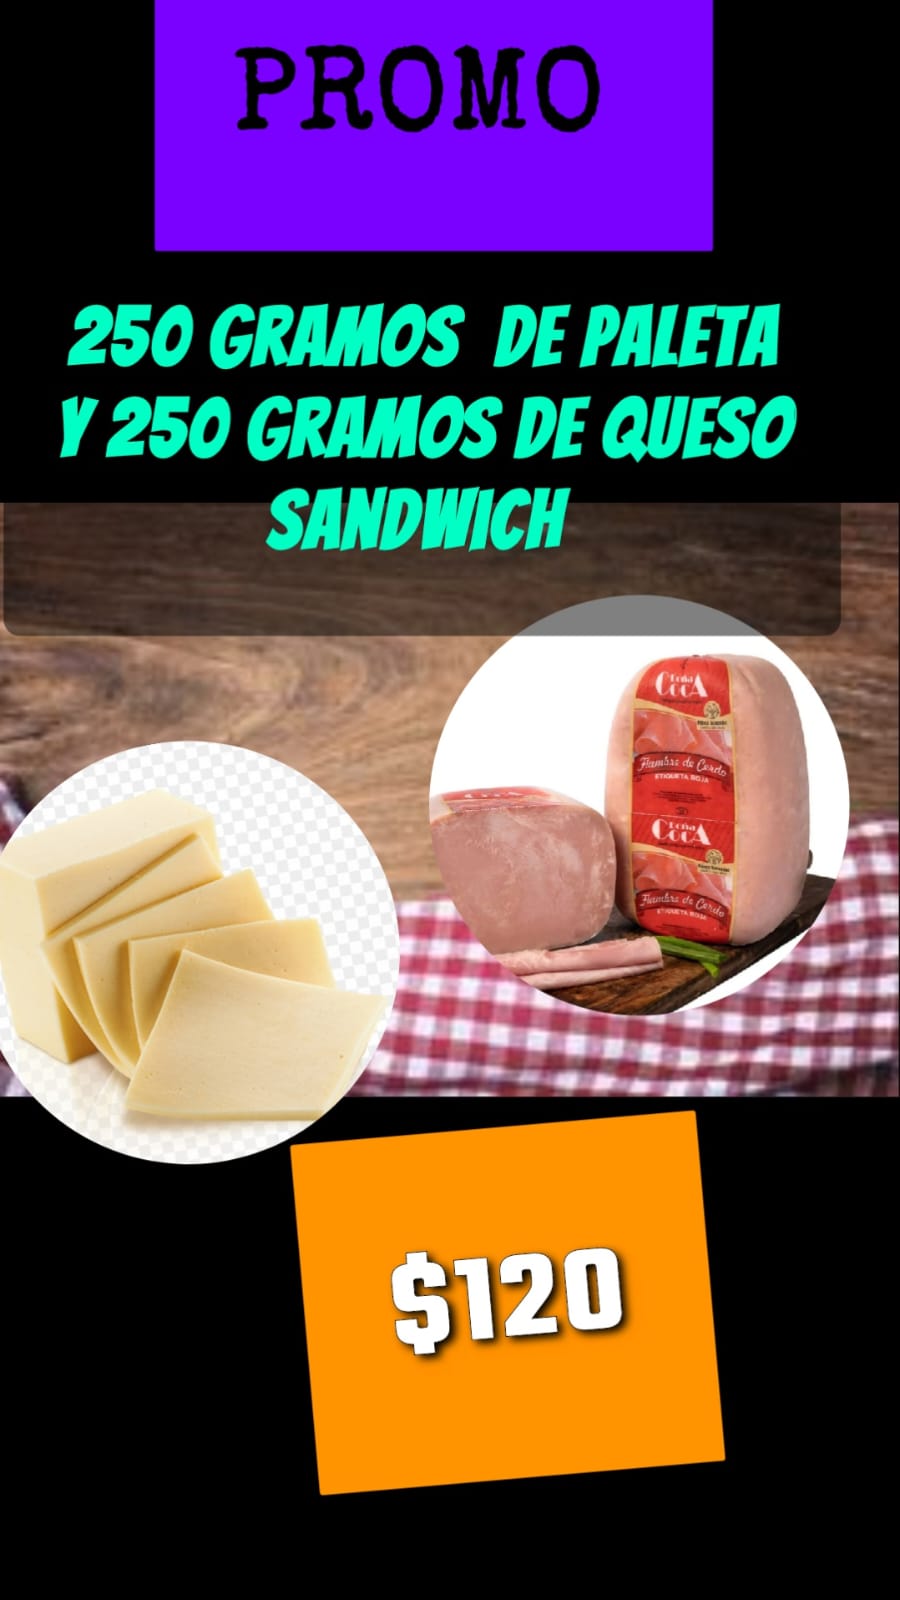 PROMO
250 GRAMOS DE PALETA
Y 250 GRAMOS DE QUESO
SANDWICH
Doña
COCA
Fiambre de Cerdo
ETIQUETA ROJA
Doña
COCA
Fiambre de Cerdo
ETIQUETA ROJA
COCA
$120